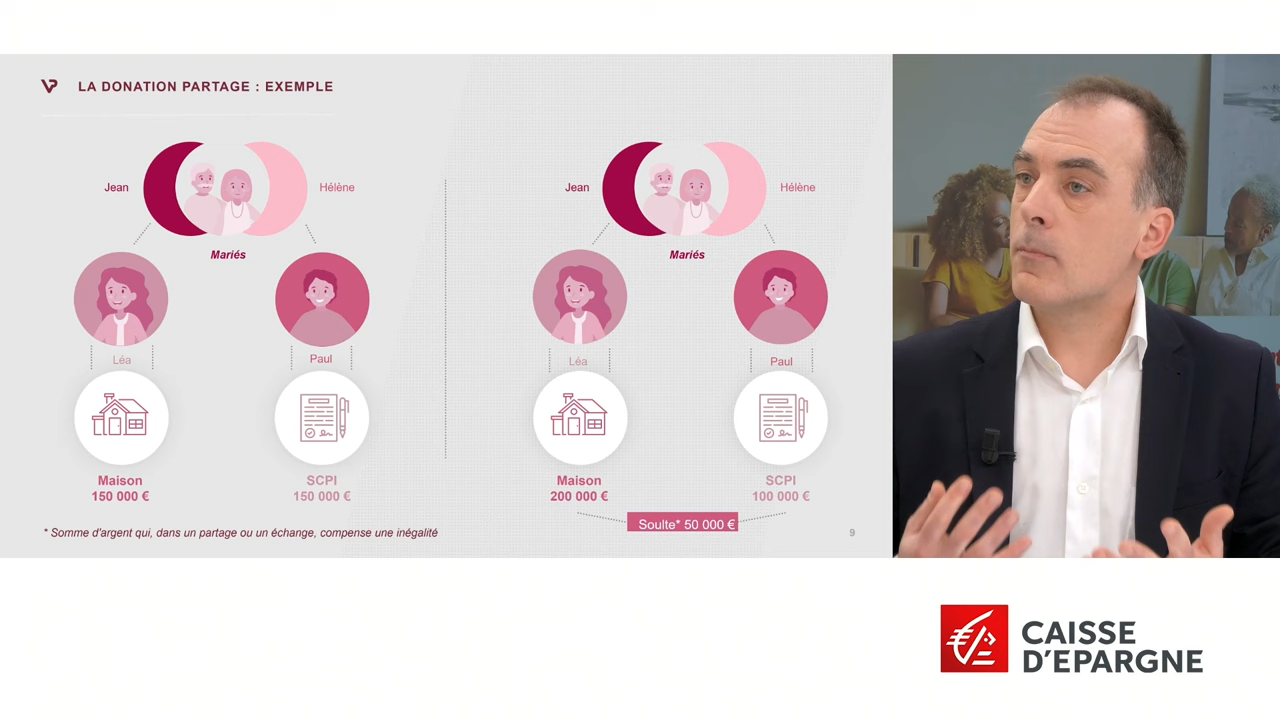 VP
LA DONATION PARTAGE : EXEMPLE
Jean
Hélène
Mariés
Léa
Paul
Maison
150 000 €
SCPI
150 000 €
Jean
Hélène
Mariés
Léa
Paul
Maison
200 000 €
SCPI
100 000 €
Soulte* 50 000 €
* Somme d'argent qui, dans un partage ou un échange, compense une inégalité
9
CAISSE
D'EPARGNE